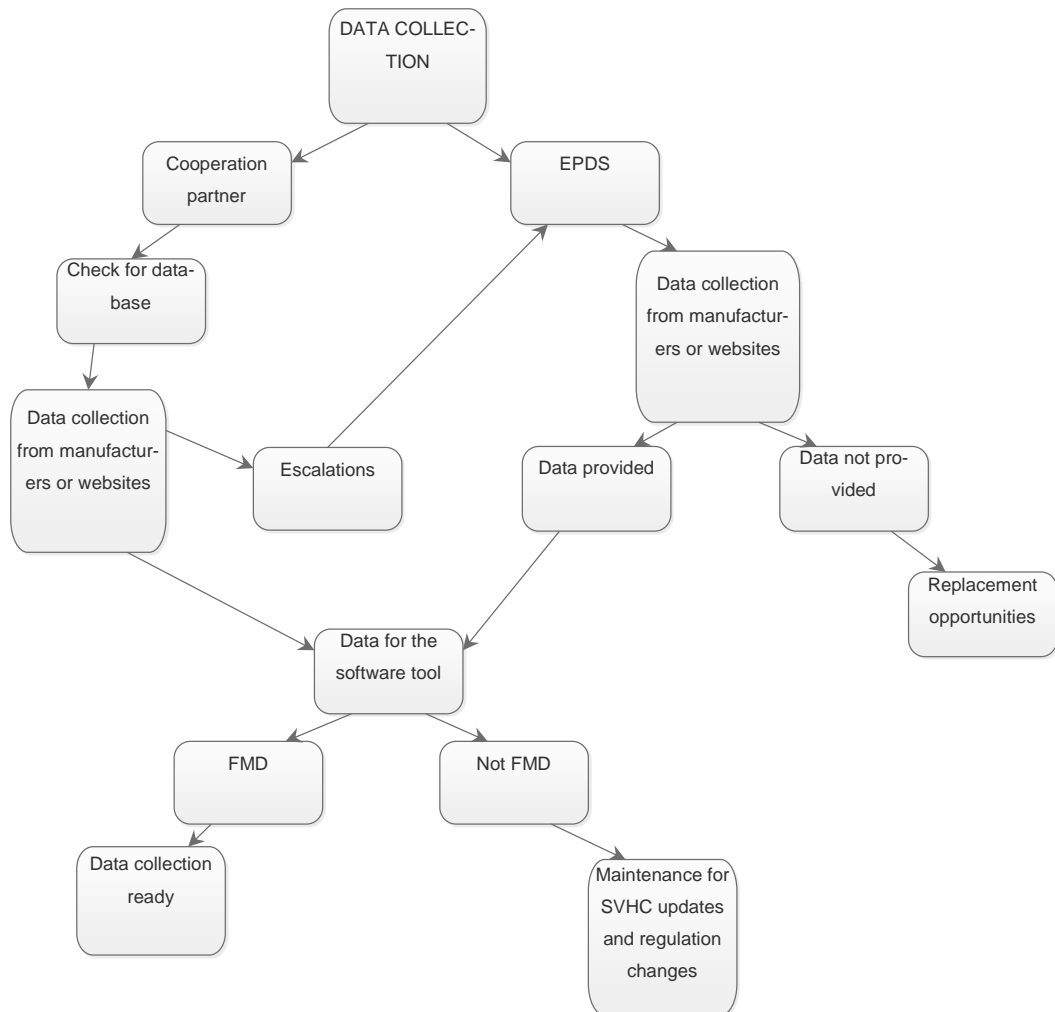 DATA COLLEC-
TION
Cooperation
partner
EPDS
Check for data-
base
Data collection
from manufactur-
ers or websites
Data collection
from manufactur-
ers or websites
Escalations
Data provided
Data not pro-
vided
Replacement
opportunities
Data for the
software tool
FMD
Not FMD
Data collection
ready
Maintenance for
SVHC updates
and regulation
changes